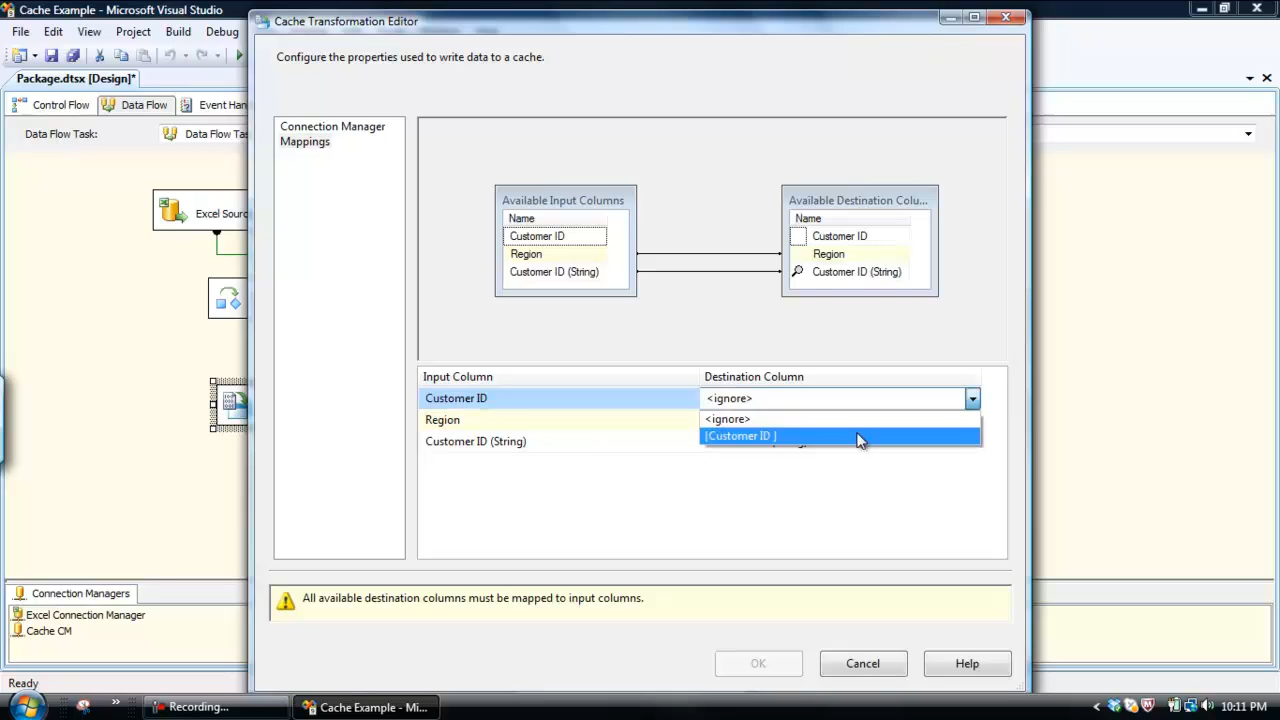 Cache Example - Microsoft Visual Studio
Cache Transformation Editor
File Edit View Project Build Debug
Configure the properties used to write data to a cache.
Package.dtsx [Design]*
Control Flow Data Flow Event Han
Data Flow Task: Data Flow Tas
Connection Manager
Mappings
Available Input Columns
Name
Customer ID
Region
Customer ID (String)
Available Destination Colu...
Name
Customer ID
Region
Customer ID (String)
Excel Sourc
Input Column Destination Column
Customer ID <ignore>
Region <ignore>
[Customer ID ]
Customer ID (String)
Connection Managers
Excel Connection Manager
Cache CM
All available destination columns must be mapped to input columns.
OK Cancel Help
Ready
Recording... Cache Example - Mi... 10:11 PM